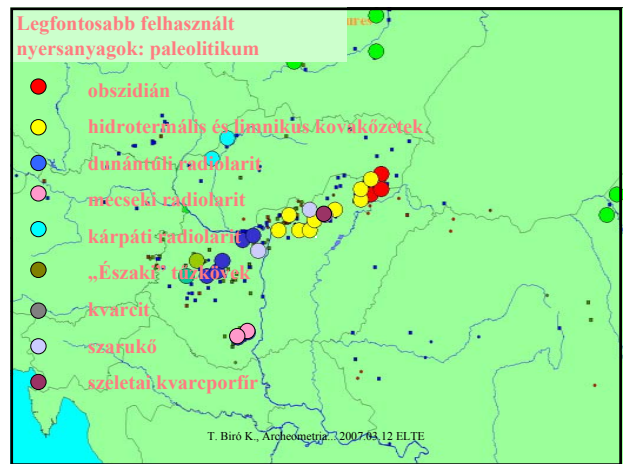 Legfontosabb felhasznált
nyersanyagok: paleolitikum
ures
obszidián
hidrotermális és limnikus kovakőzetek
dunántúli radiolarit
mecseki radiolarit
kárpáti radiolarit
„Északi” tűzkövek
kvarcit
szarukő
szeletai kvarcporfír
T. Biró K., Archeometria... 2007.03.12 ELTE